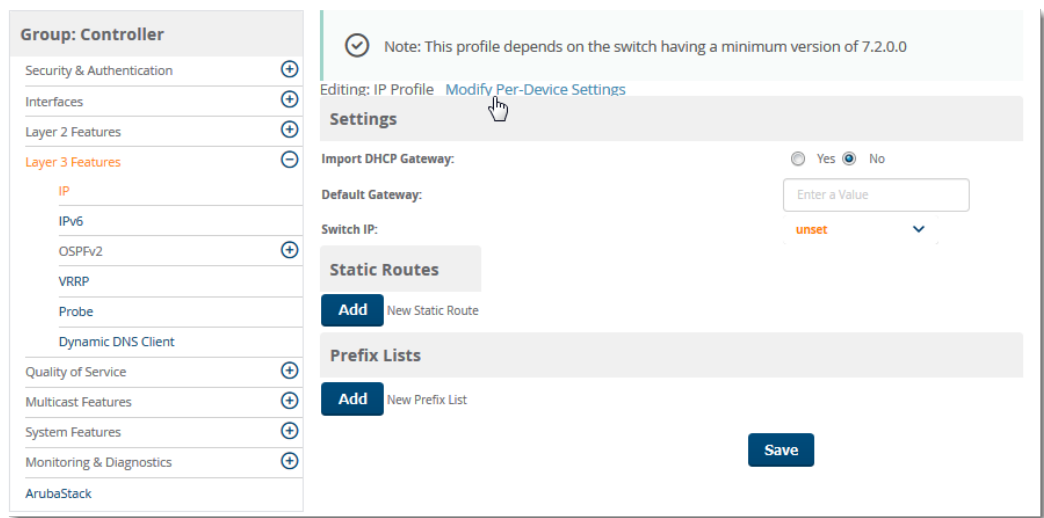 Group: Controller
Security & Authentication
Interfaces
Layer 2 Features
Layer 3 Features
IP
IPv6
OSPFv2
VRRP
Probe
Dynamic DNS Client
Quality of Service
Multicast Features
System Features
Monitoring & Diagnostics
ArubaStack
Note: This profile depends on the switch having a minimum version of 7.2.0.0
Editing: IP Profile Modify Per-Device Settings
Settings
Import DHCP Gateway: Yes No
Default Gateway: Enter a Value
Switch IP: unset
Static Routes
Add New Static Route
Prefix Lists
Add New Prefix List
Save